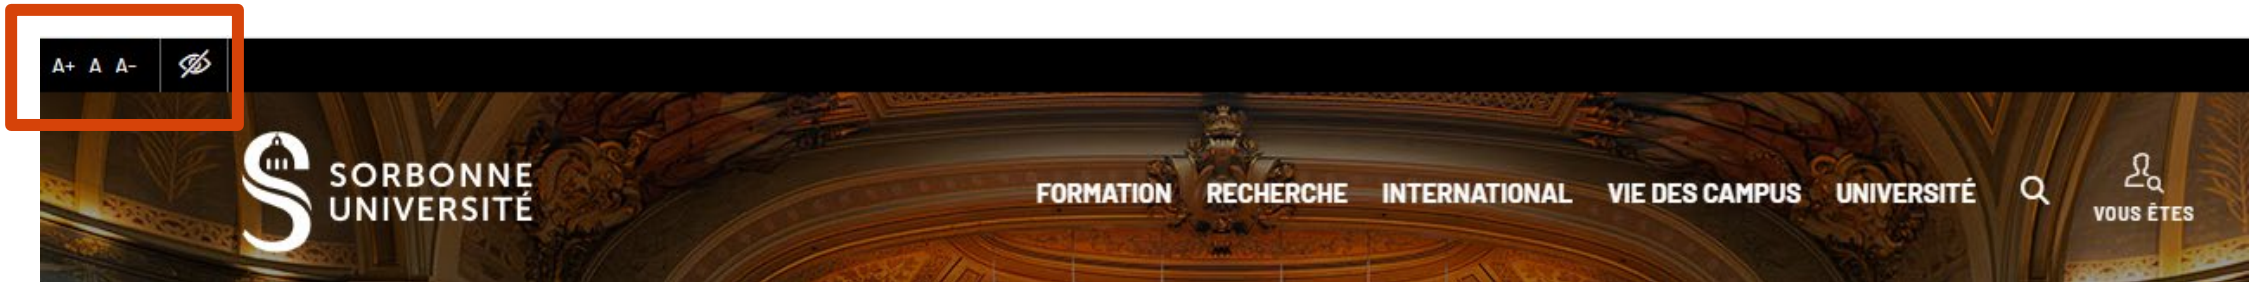 A+ A A-
SORBONNE
UNIVERSITÉ
FORMATION RECHERCHE INTERNATIONAL VIE DES CAMPUS UNIVERSITÉ
VOUS ÊTES